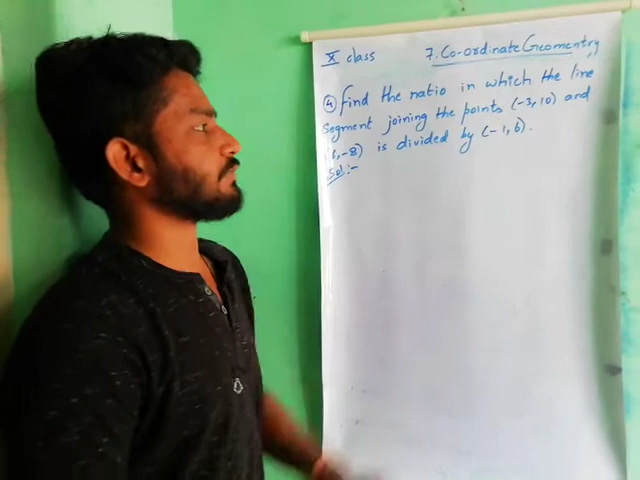 X class 7. Co-ordinate Geomentry
④ find the ratio in which the line
segment joining the points (-3,10) and
(6,-8) is divided by (-1,6).
Sol:-